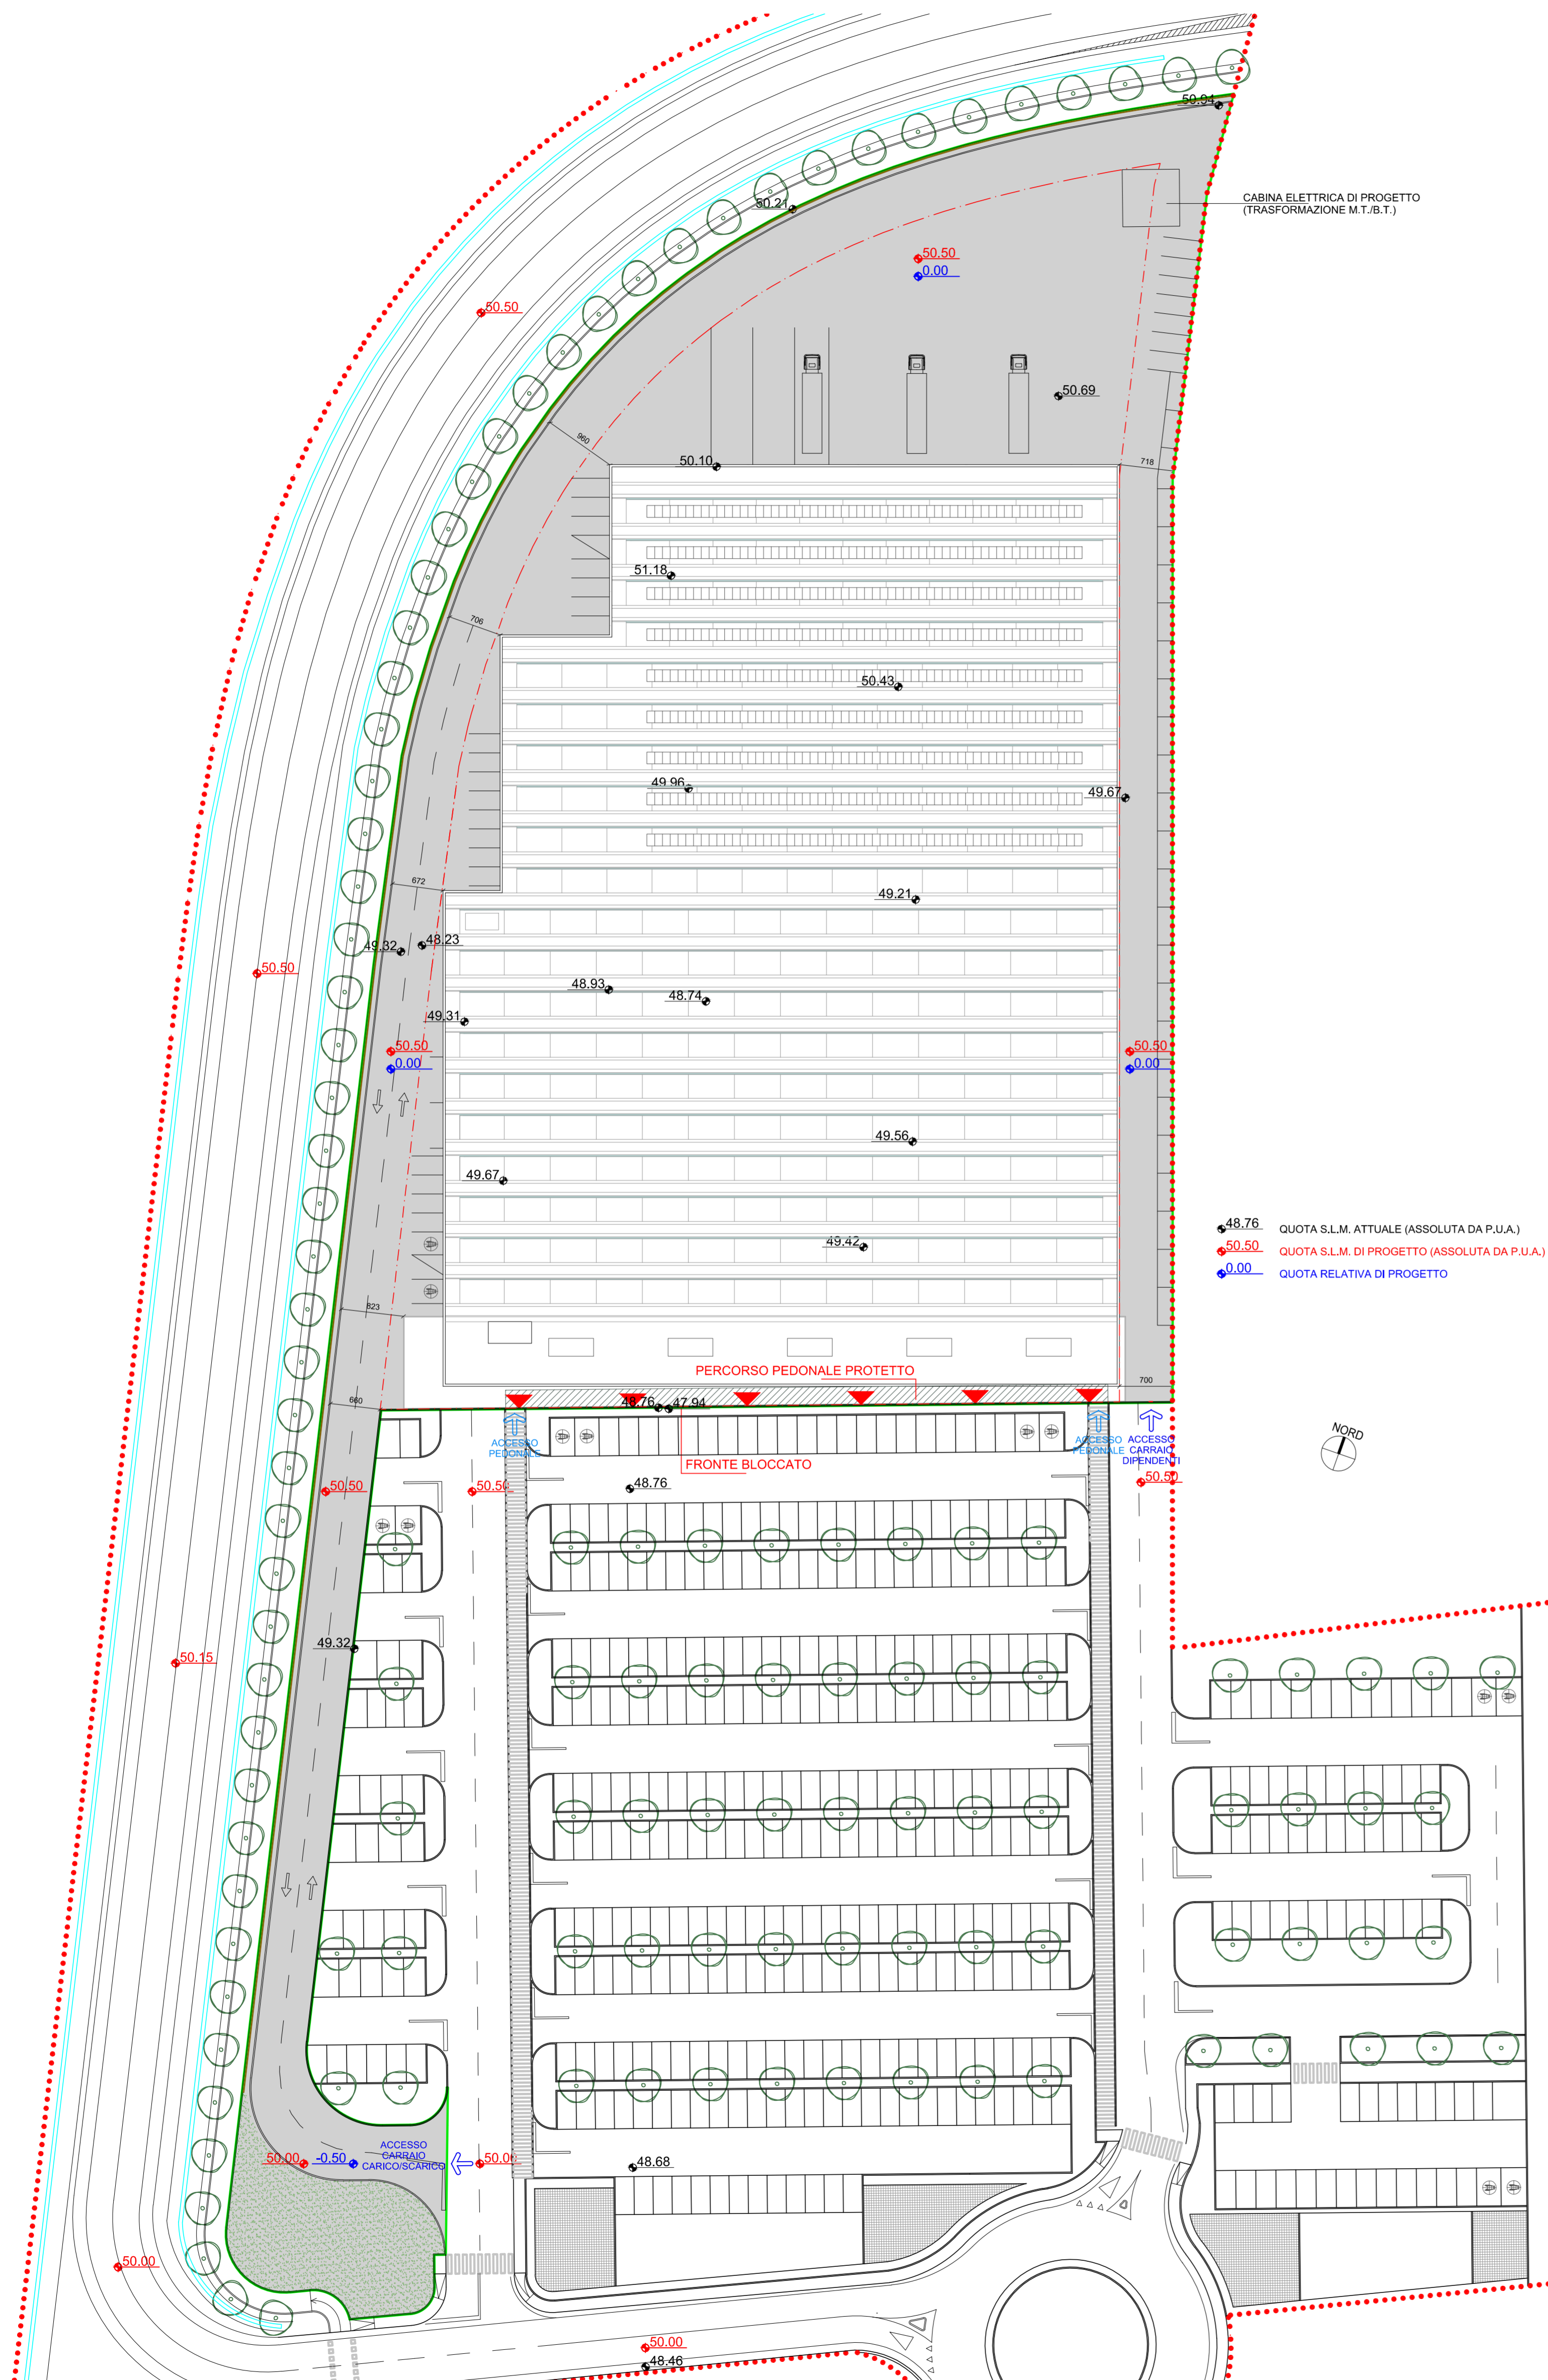 50.94
CABINA ELETTRICA DI PROGETTO
(TRASFORMAZIONE M.T./B.T.)
50.21
50.50
0.00
50.50
50.69
960
50.10
718
51.18
706
50.43
49.96
49.67
672
49.21
49.32
48.23
50.50
48.93
48.74
49.31
50.50
0.00
50.50
0.00
49.56
49.67
48.76 QUOTA S.L.M. ATTUALE (ASSOLUTA DA P.U.A.)
50.50 QUOTA S.L.M. DI PROGETTO (ASSOLUTA DA P.U.A.)
0.00 QUOTA RELATIVA DI PROGETTO
49.42
823
PERCORSO PEDONALE PROTETTO
700
660
48.76
47.94
ACCESSO
PEDONALE
ACCESSO
PEDONALE
ACCESSO
CARRAIO
DIPENDENTI
NORD
FRONTE BLOCCATO
50.50
50.50
48.76
50.50
49.32
50.15
ACCESSO
CARRAIO
CARICO/SCARICO
50.00
-0.50
50.00
48.68
50.00
50.00
48.46